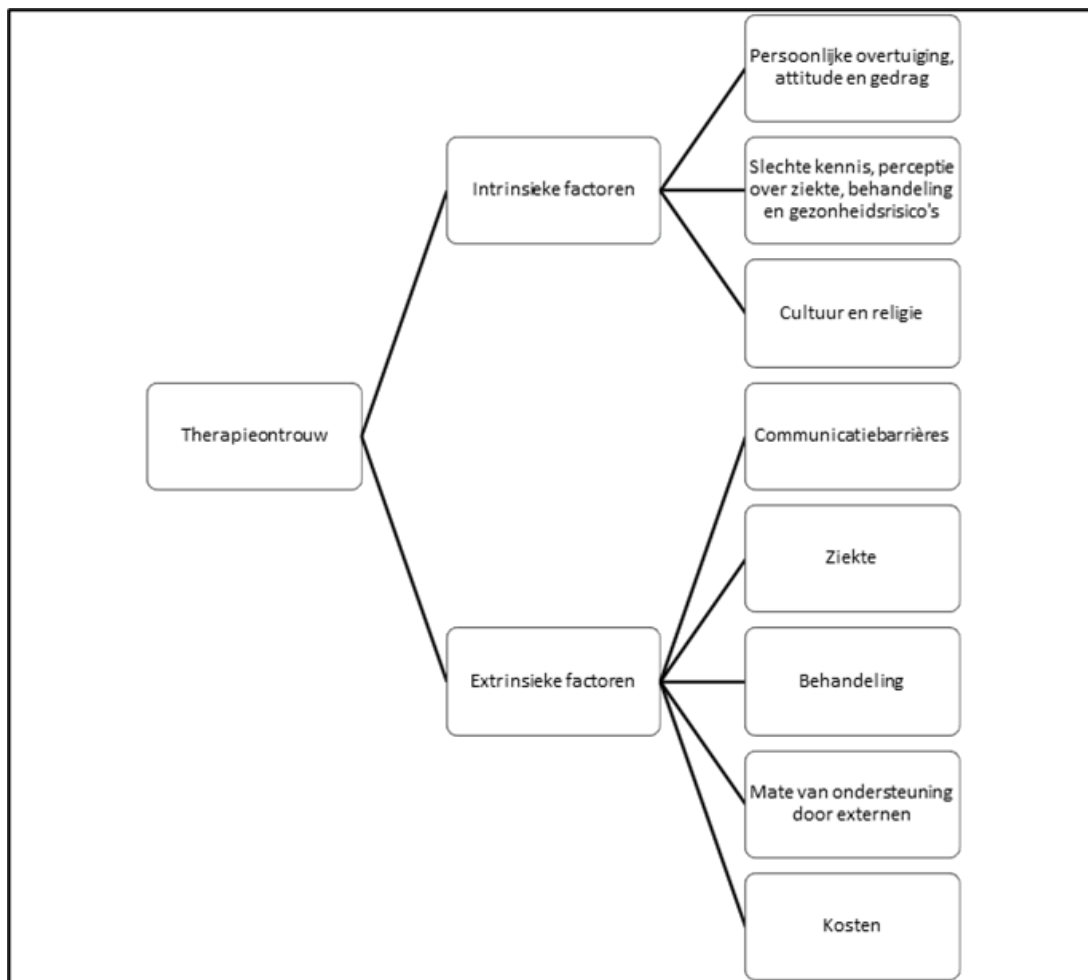 Therapieontrouw
Intrinsieke factoren
Persoonlijke overtuiging,
attitude en gedrag
Slechte kennis, perceptie
over ziekte, behandeling
en gezonheidsrisico's
Cultuur en religie
Extrinsieke factoren
Communicatiebarrières
Ziekte
Behandeling
Mate van ondersteuning
door externen
Kosten